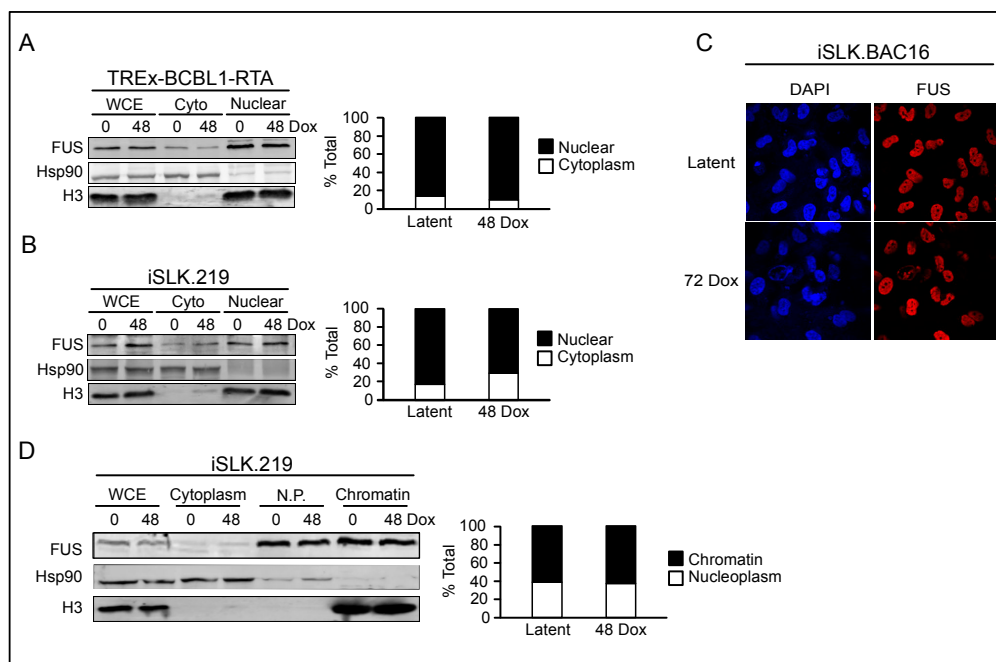 A
TREx-BCBL1-RTA
WCE Cyto Nuclear
0 48 0 48 0 48 Dox
FUS
Hsp90
H3
% Total
100
80
60
40
20
0
Latent 48 Dox
Nuclear
Cytoplasm
B
iSLK.219
WCE Cyto Nuclear
0 48 0 48 0 48 Dox
FUS
Hsp90
H3
% Total
100
80
60
40
20
0
Latent 48 Dox
Nuclear
Cytoplasm
C
iSLK.BAC16
DAPI FUS
Latent
72 Dox
D
iSLK.219
WCE Cytoplasm N.P. Chromatin
0 48 0 48 0 48 0 48 Dox
FUS
Hsp90
H3
% Total
100
80
60
40
20
0
Latent 48 Dox
Chromatin
Nucleoplasm